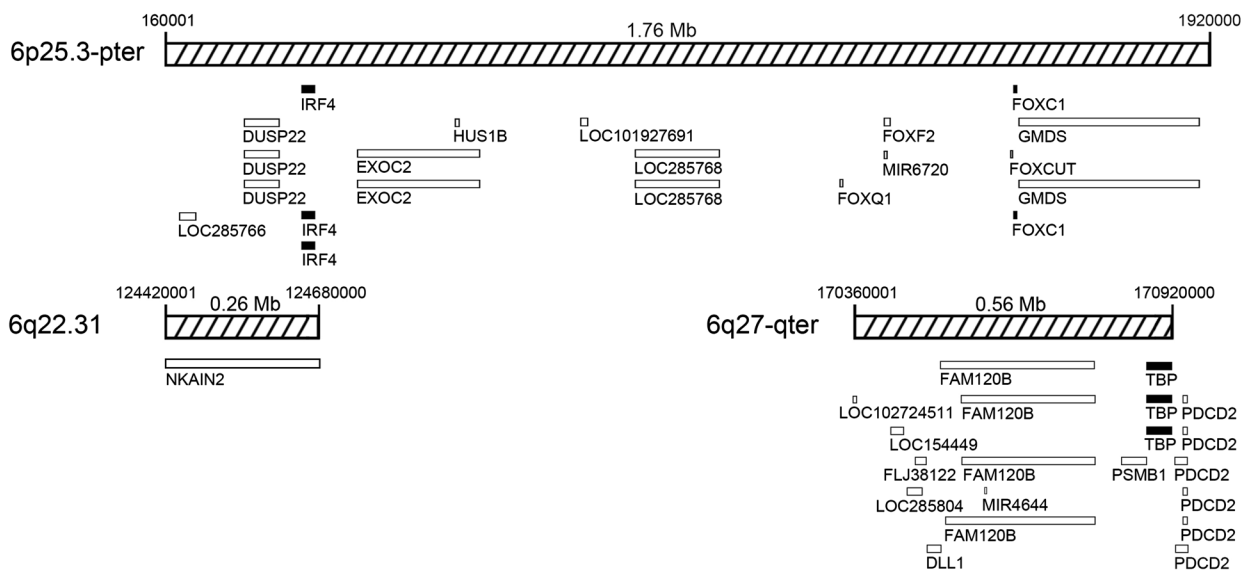 160001 1920000
1.76 Mb
6p25.3-pter
IRF4 FOXC1
DUSP22 HUS1B LOC101927691 FOXF2 GMDS
DUSP22 EXOC2 LOC285768 MIR6720 FOXCUT
DUSP22 EXOC2 LOC285768 FOXQ1 GMDS
LOC285766 IRF4 FOXC1
IRF4
124420001 124680000 170360001 170920000
0.26 Mb 0.56 Mb
6q22.31 6q27-qter
NKAIN2 FAM120B TBP
LOC102724511 FAM120B TBP PDCD2
LOC154449 TBP PDCD2
FLJ38122 FAM120B PSMB1 PDCD2
LOC285804 MIR4644 PDCD2
FAM120B PDCD2
DLL1 PDCD2